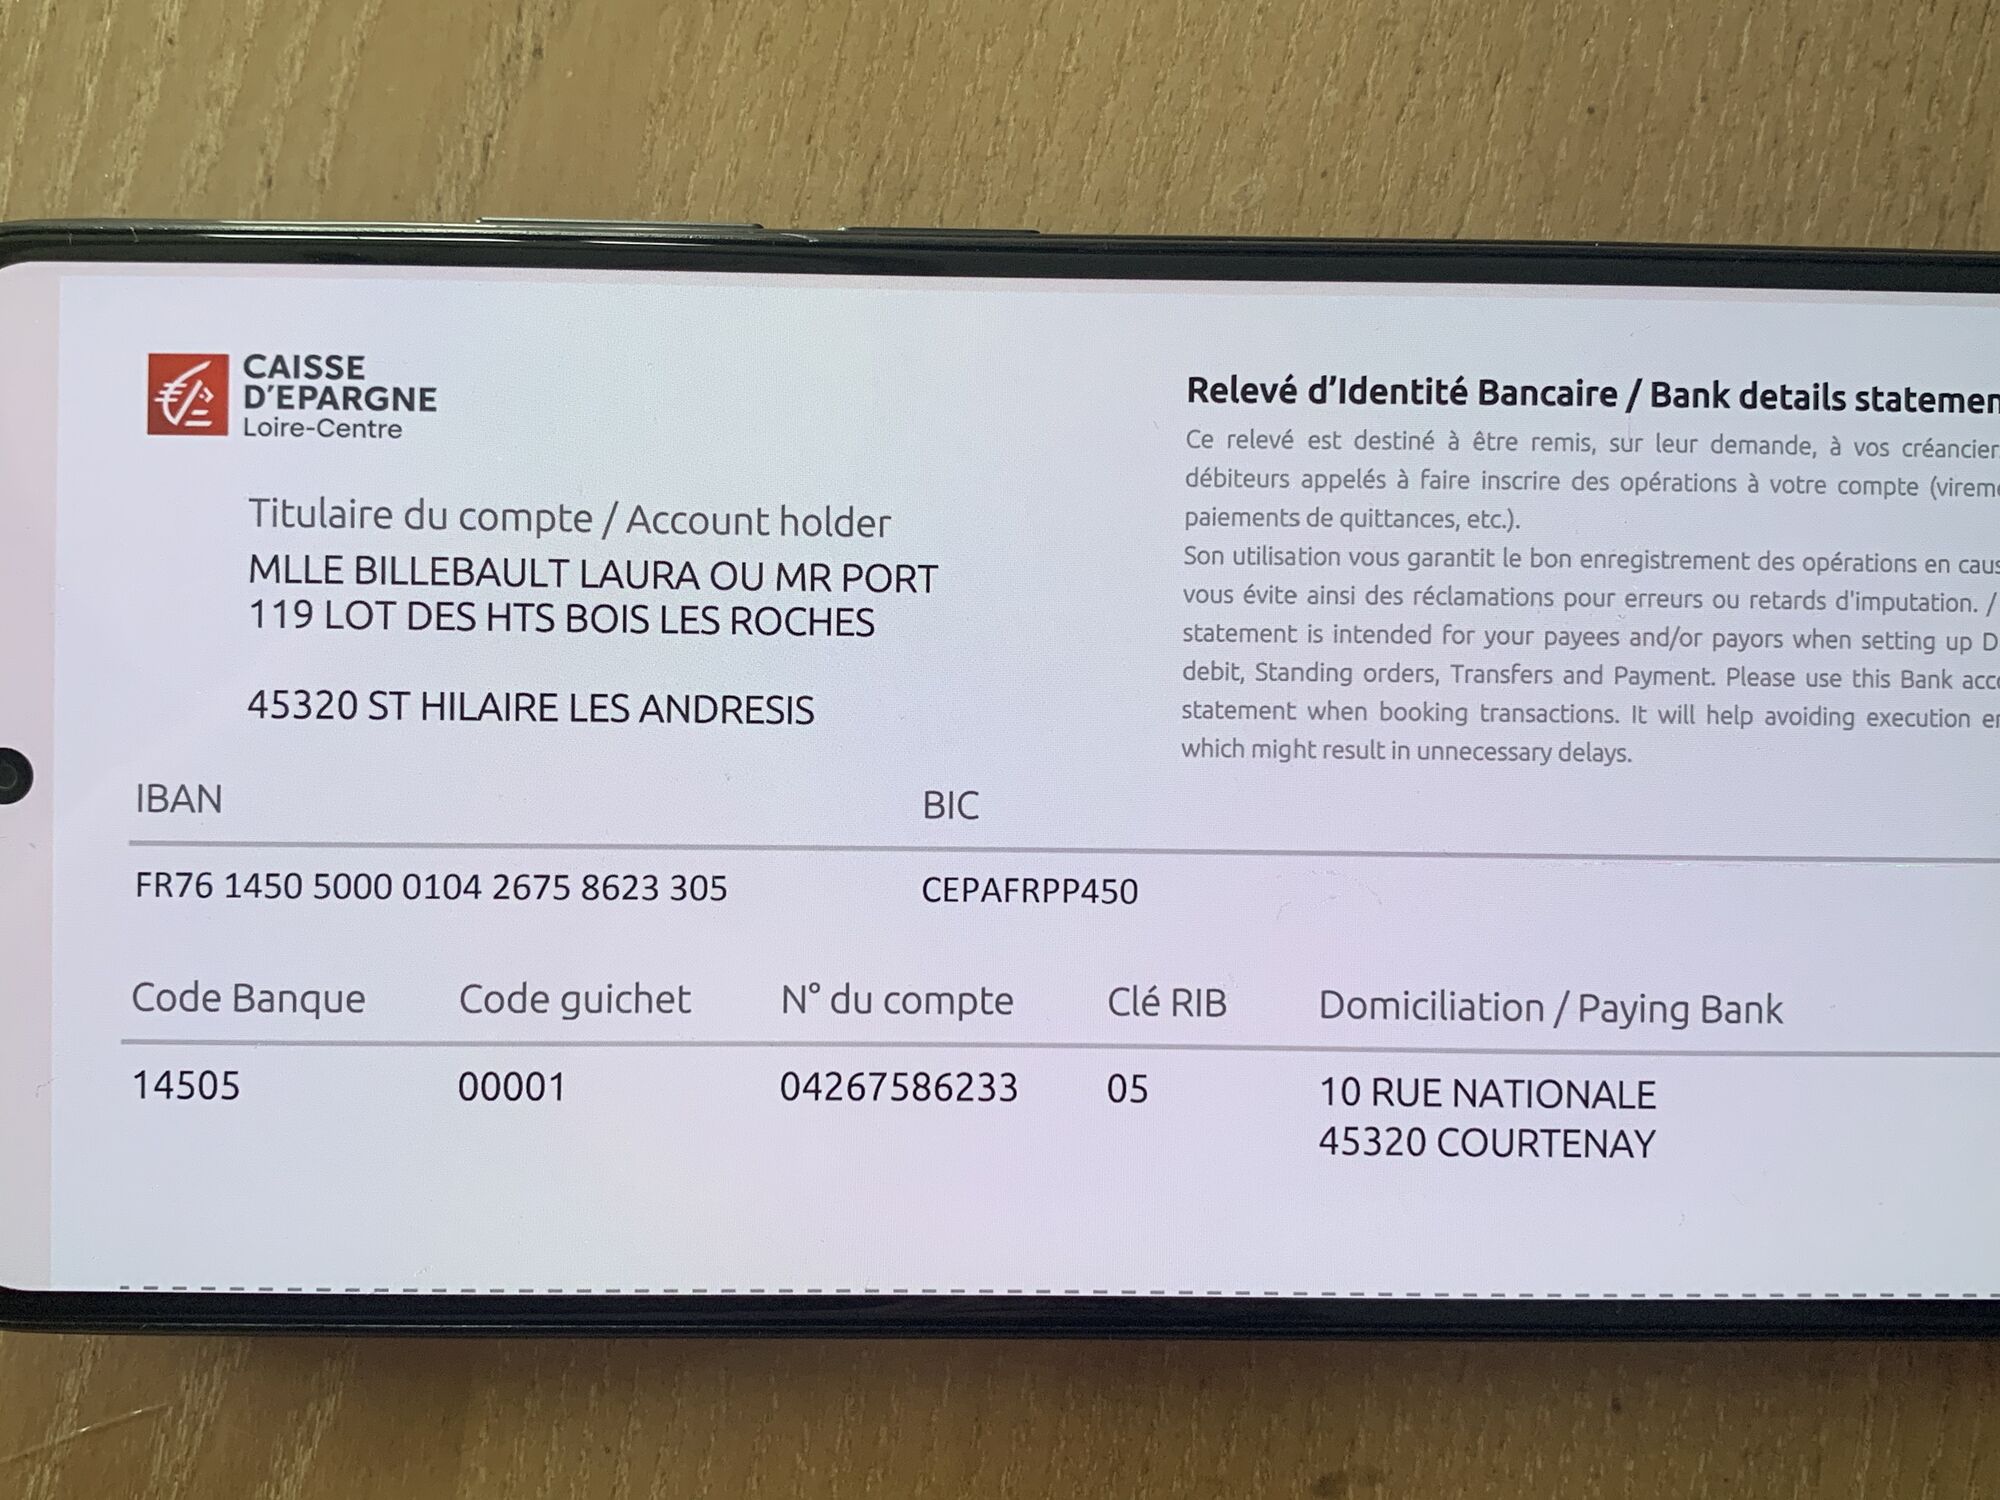 CAISSE
D'EPARGNE
Loire-Centre
Titulaire du compte / Account holder
MLLE BILLEBAULT LAURA OU MR PORT
119 LOT DES HTS BOIS LES ROCHES
45320 ST HILAIRE LES ANDRESIS
Relevé d'Identité Bancaire / Bank details
Ce relevé est destiné à être remis, sur leur demande, à vos
débiteurs appelés à faire inscrire des opérations à votre compte
paiements de quittances, etc.).
Son utilisation vous garantit le bon enregistrement des opérations en
vous évite ainsi des réclamations pour erreurs ou retards d'imputation. /
statement is intended for your payees and/or payors when setting up
debit, Standing orders, Transfers and Payment. Please use this Bank
statement when booking transactions. It will help avoiding execution
which might result in unnecessary delays.
IBAN BIC
FR76 1450 5000 0104 2675 8623 305 CEPAFRPP450
Code Banque Code guichet N° du compte Clé RIB Domiciliation / Paying Bank
14505 00001 04267586233 05 10 RUE NATIONALE
45320 COURTENAY